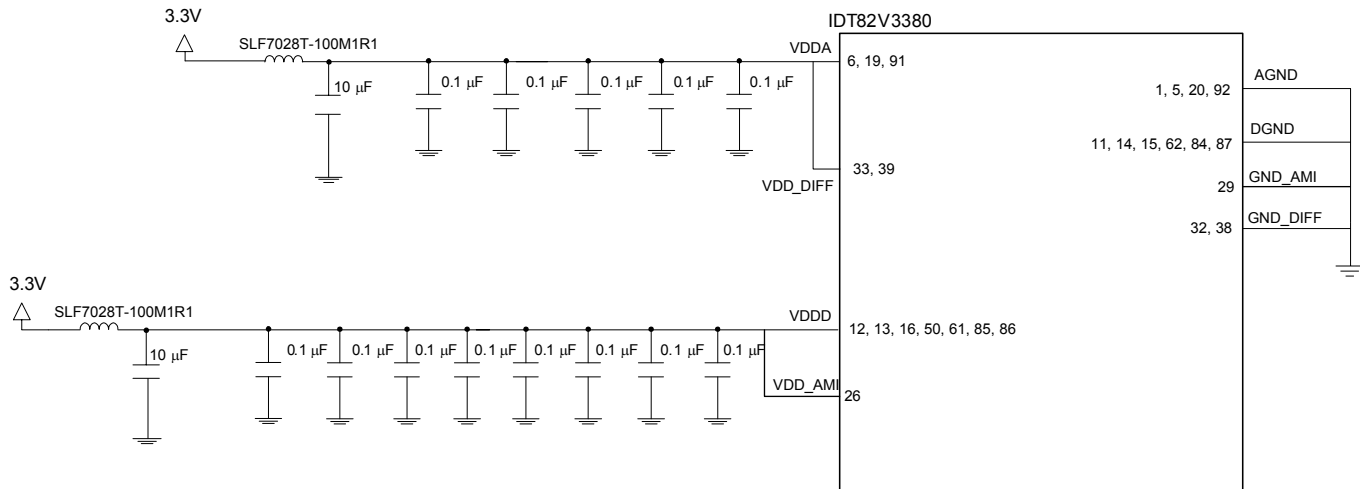 3.3V
IDT82V3380
SLF7028T-100M1R1
VDDA
6, 19, 91
10 μF
0.1 μF
0.1 μF
0.1 μF
0.1 μF
0.1 μF
AGND
1, 5, 20, 92
DGND
11, 14, 15, 62, 84, 87
33, 39
VDD_DIFF
GND_AMI
29
GND_DIFF
32, 38
3.3V
SLF7028T-100M1R1
VDDD
12, 13, 16, 50, 61, 85, 86
10 μF
0.1 μF
0.1 μF
0.1 μF
0.1 μF
0.1 μF
0.1 μF
0.1 μF
0.1 μF
VDD_AMI
26